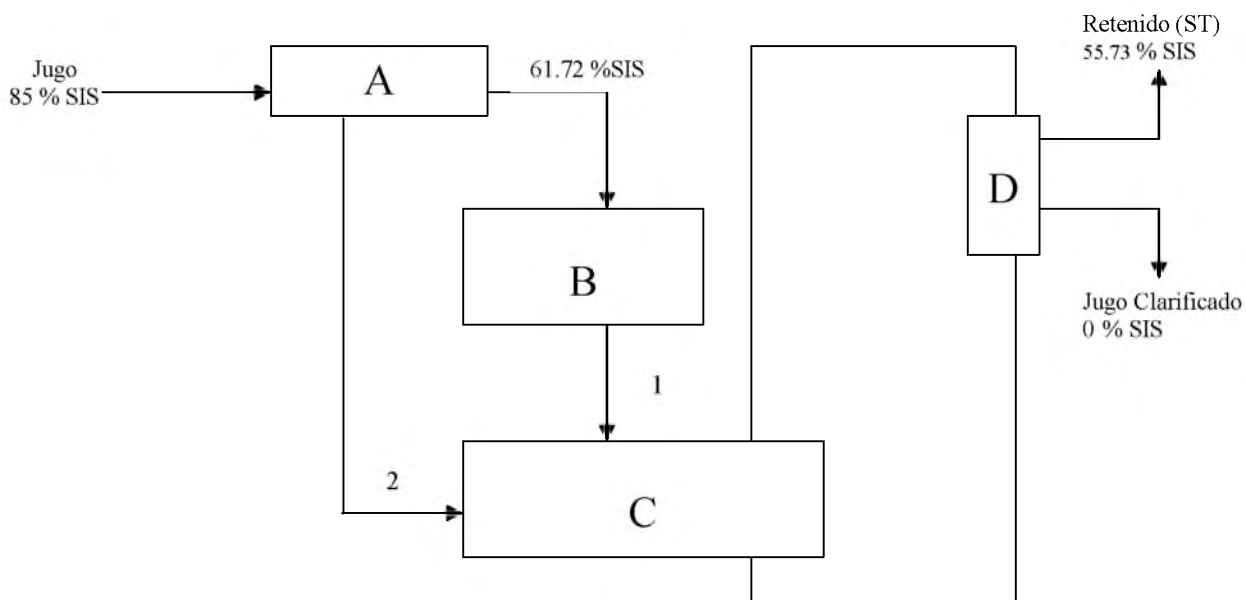 Retenido (ST)
55.73 % SIS
Jugo
85 % SIS
A
61.72 %SIS
D
B
Jugo Clarificado
0 % SIS
1
2
C